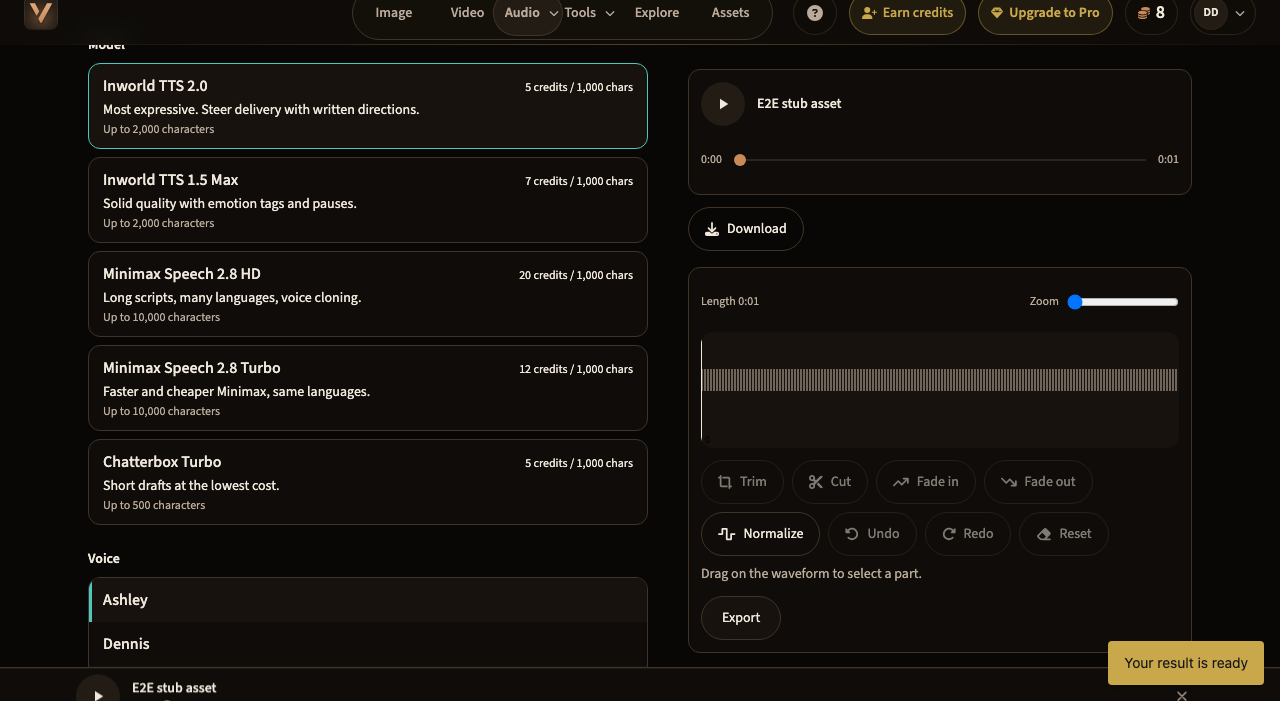 Image
Video
Audio
Tools
Explore
Assets
?
Earn credits
Upgrade to Pro
8
DD
Model
Inworld TTS 2.0
5 credits / 1,000 chars
Most expressive. Steer delivery with written directions.
Up to 2,000 characters
Inworld TTS 1.5 Max
7 credits / 1,000 chars
Solid quality with emotion tags and pauses.
Up to 2,000 characters
Minimax Speech 2.8 HD
20 credits / 1,000 chars
Long scripts, many languages, voice cloning.
Up to 10,000 characters
Minimax Speech 2.8 Turbo
12 credits / 1,000 chars
Faster and cheaper Minimax, same languages.
Up to 10,000 characters
Chatterbox Turbo
5 credits / 1,000 chars
Short drafts at the lowest cost.
Up to 500 characters
Voice
Ashley
Dennis
E2E stub asset
0:00
0:01
Download
Length 0:01
Zoom
Trim
Cut
Fade in
Fade out
Normalize
Undo
Redo
Reset
Drag on the waveform to select a part.
Export
Your result is ready
E2E stub asset